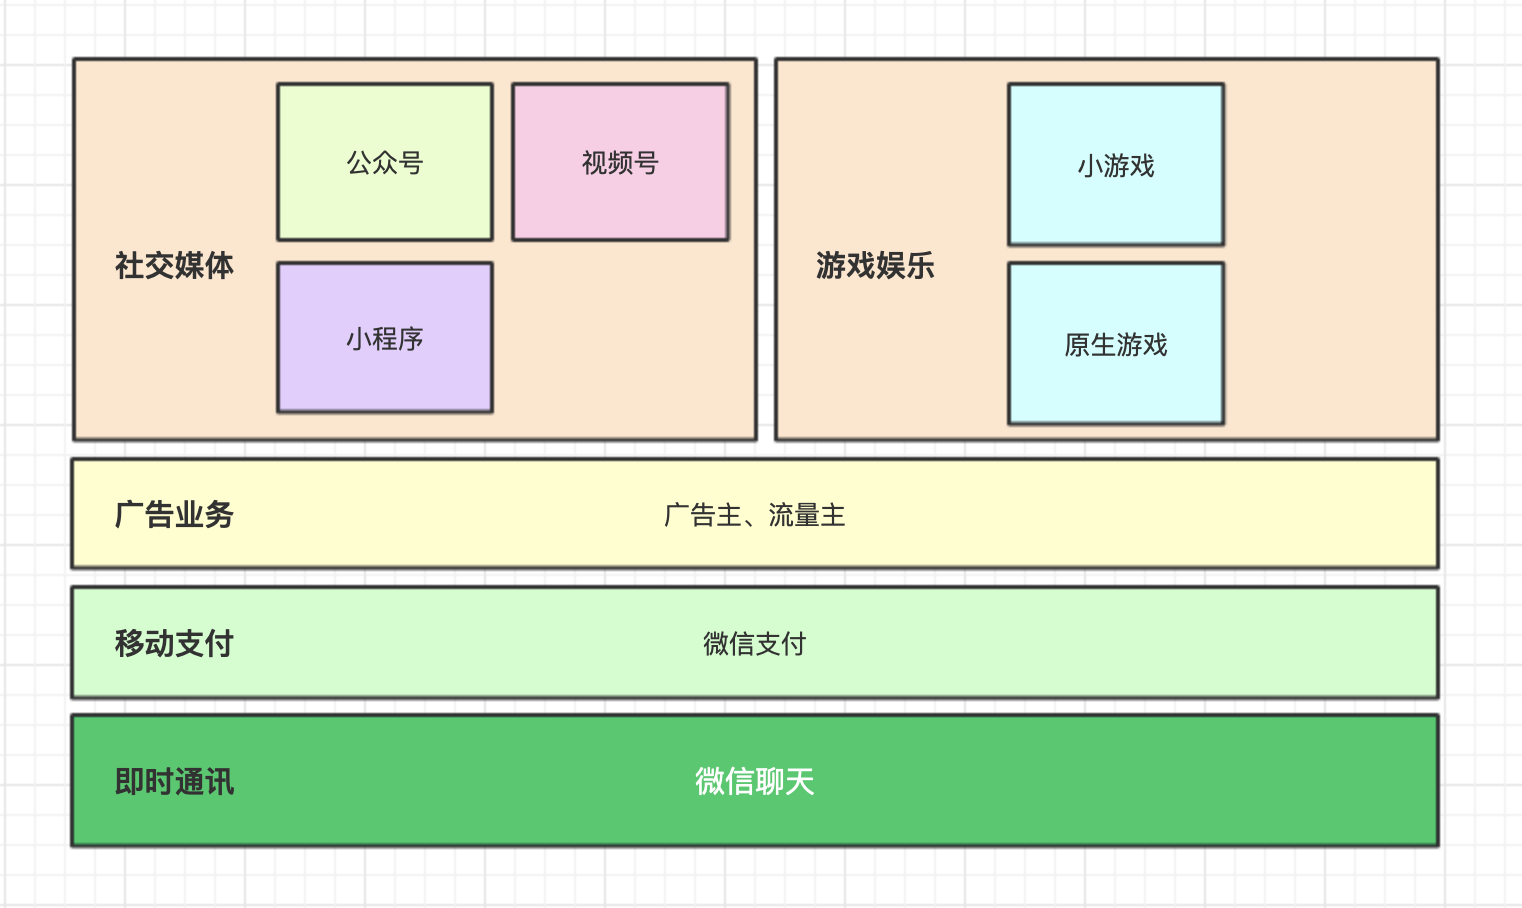 公众号
视频号
社交媒体
小程序
小游戏
游戏娱乐
原生游戏
广告业务
广告主、流量主
移动支付
微信支付
即时通讯
微信聊天